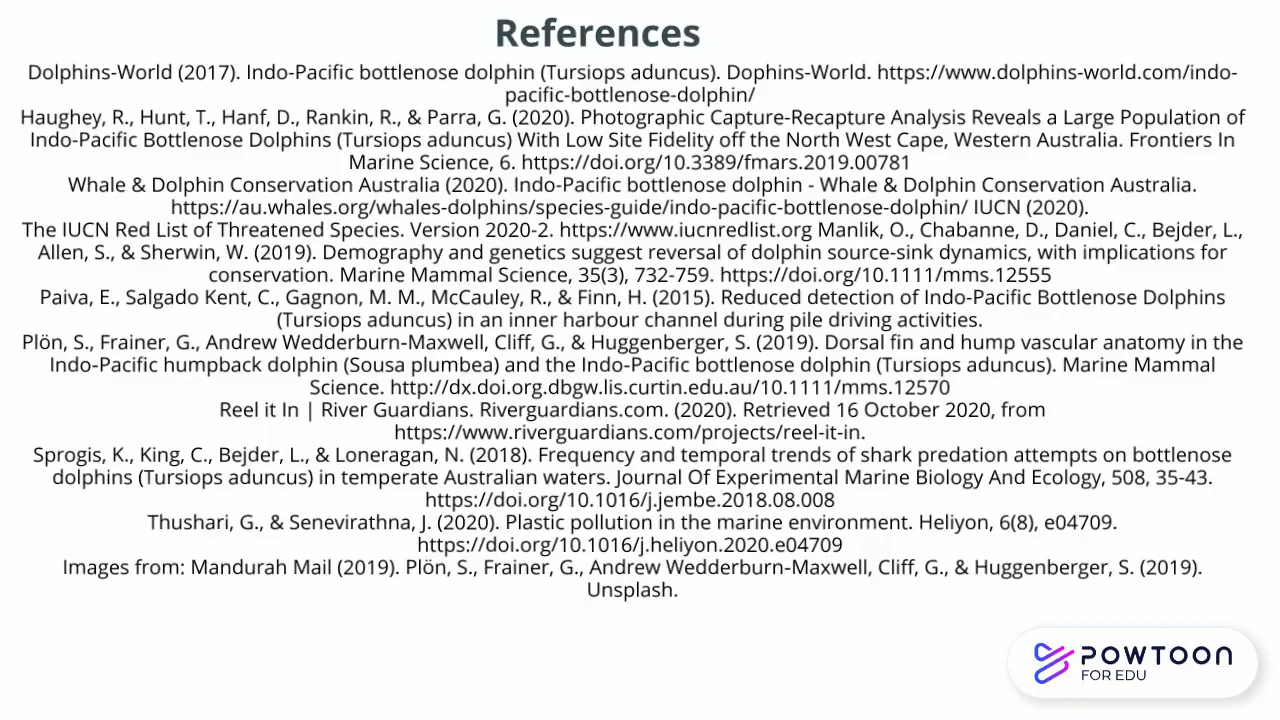 References
Dolphins-World (2017). Indo-Pacific bottlenose dolphin (Tursiops aduncus). Dophins-World. https://www.dolphins-world.com/indo-
pacific-bottlenose-dolphin/
Haughey, R., Hunt, T., Hanf, D., Rankin, R., & Parra, G. (2020). Photographic Capture-Recapture Analysis Reveals a Large Population of
Indo-Pacific Bottlenose Dolphins (Tursiops aduncus) With Low Site Fidelity off the North West Cape, Western Australia. Frontiers In
Marine Science, 6. https://doi.org/10.3389/fmars.2019.00781
Whale & Dolphin Conservation Australia (2020). Indo-Pacific bottlenose dolphin - Whale & Dolphin Conservation Australia.
https://au.whales.org/whales-dolphins/species-guide/indo-pacific-bottlenose-dolphin/ IUCN (2020).
The IUCN Red List of Threatened Species. Version 2020-2. https://www.iucnredlist.org Manlik, O., Chabanne, D., Daniel, C., Bejder, L.,
Allen, S., & Sherwin, W. (2019). Demography and genetics suggest reversal of dolphin source-sink dynamics, with implications for
conservation. Marine Mammal Science, 35(3), 732-759. https://doi.org/10.1111/mms.12555
Paiva, E., Salgado Kent, C., Gagnon, M. M., McCauley, R., & Finn, H. (2015). Reduced detection of Indo-Pacific Bottlenose Dolphins
(Tursiops aduncus) in an inner harbour channel during pile driving activities.
Plön, S., Frainer, G., Andrew Wedderburn-Maxwell, Cliff, G., & Huggenberger, S. (2019). Dorsal fin and hump vascular anatomy in the
Indo-Pacific humpback dolphin (Sousa plumbea) and the Indo-Pacific bottlenose dolphin (Tursiops aduncus). Marine Mammal
Science. http://dx.doi.org.dbgw.lis.curtin.edu.au/10.1111/mms.12570
Reel it In | River Guardians. Riverguardians.com. (2020). Retrieved 16 October 2020, from
https://www.riverguardians.com/projects/reel-it-in.
Sprogis, K., King, C., Bejder, L., & Loneragan, N. (2018). Frequency and temporal trends of shark predation attempts on bottlenose
dolphins (Tursiops aduncus) in temperate Australian waters. Journal Of Experimental Marine Biology And Ecology, 508, 35-43.
https://doi.org/10.1016/j.jembe.2018.08.008
Thushari, G., & Senevirathna, J. (2020). Plastic pollution in the marine environment. Heliyon, 6(8), e04709.
https://doi.org/10.1016/j.heliyon.2020.e04709
Images from: Mandurah Mail (2019). Plön, S., Frainer, G., Andrew Wedderburn-Maxwell, Cliff, G., & Huggenberger, S. (2019).
Unsplash.
POWTOON
FOR EDU